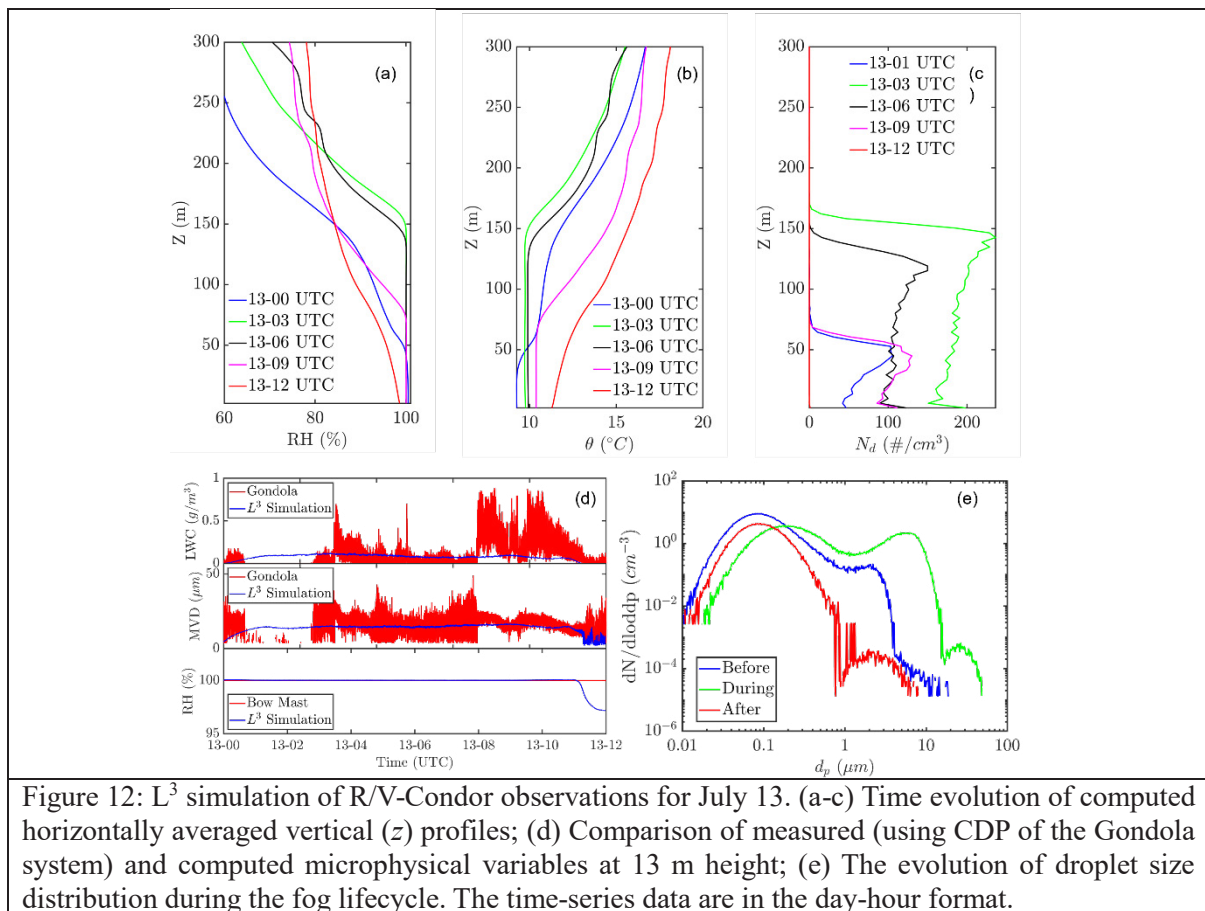 300
250
200
150
100
50
Z (m)
(a)
13-00 UTC
13-03 UTC
13-06 UTC
13-09 UTC
13-12 UTC
60
80
100
RH (%)
300
250
200
150
100
50
Z (m)
(b)
13-00 UTC
13-03 UTC
13-06 UTC
13-09 UTC
13-12 UTC
10
15
20
θ (°C)
300
250
200
150
100
50
Z (m)
13-01 UTC
13-03 UTC
13-06 UTC
13-09 UTC
13-12 UTC
(c
)
0
100
200
N_d (#/cm³)
LWC (g/m³)
1
0.5
0
Gondola
L³ Simulation
(d)
MVD (μm)
50
0
Gondola
L³ Simulation
RH (%)
100
95
Bow Mast
L³ Simulation
13-00
13-02
13-04
13-06
13-08
13-10
13-12
Time (UTC)
dN/dloddp (cm⁻³)
10²
10⁰
10⁻²
10⁻⁴
10⁻⁶
(e)
Before
During
After
0.01
0.1
1
10
100
d_p (μm)
Figure 12: L³ simulation of R/V-Condor observations for July 13. (a-c) Time evolution of computed
horizontally averaged vertical (z) profiles; (d) Comparison of measured (using CDP of the Gondola
system) and computed microphysical variables at 13 m height; (e) The evolution of droplet size
distribution during the fog lifecycle. The time-series data are in the day-hour format.